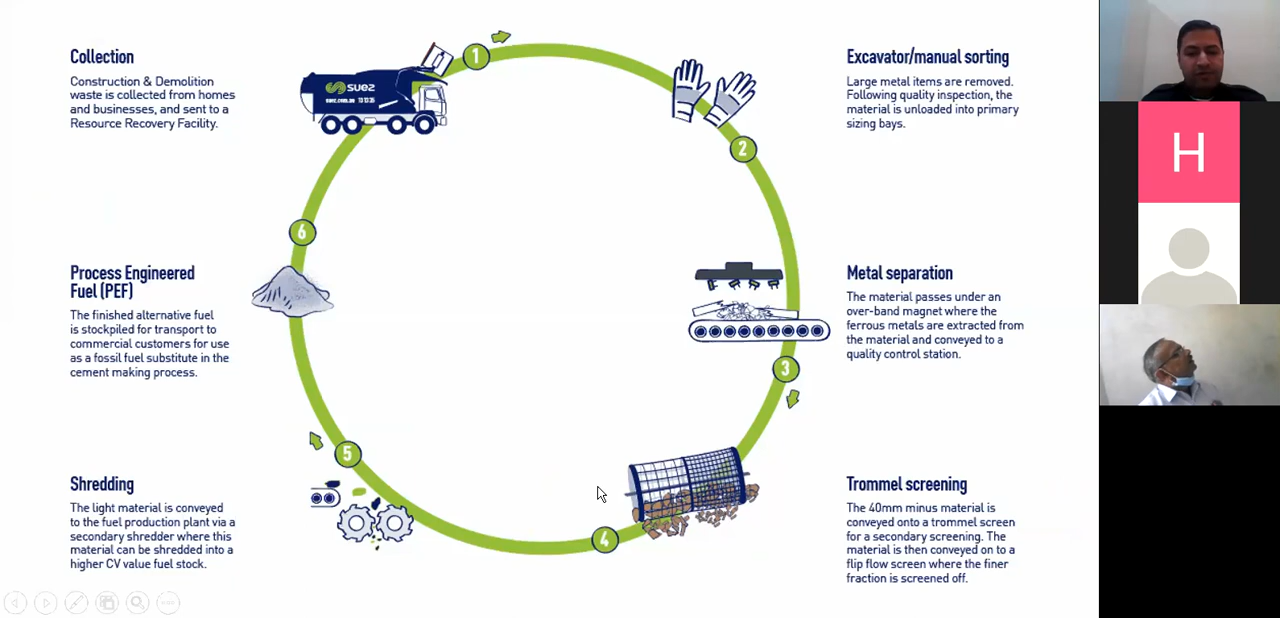 Collection
Construction & Demolition
waste is collected from homes
and businesses, and sent to a
Resource Recovery Facility.
suez
1
Excavator/manual sorting
Large metal items are removed.
Following quality inspection, the
material is unloaded into primary
sizing bays.
2
H
6
Process Engineered
Fuel (PEF)
The finished alternative fuel
is stockpiled for transport to
commercial customers for use
as a fossil fuel substitute in the
cement making process.
Metal separation
The material passes under an
over-band magnet where the
ferrous metals are extracted from
the material and conveyed to a
quality control station.
3
5
Shredding
The light material is conveyed
to the fuel production plant via a
secondary shredder where this
material can be shredded into a
higher CV value fuel stock.
4
Trommel screening
The 40mm minus material is
conveyed onto a trommel screen
for a secondary screening. The
material is then conveyed on to a
flip flow screen where the finer
fraction is screened off.